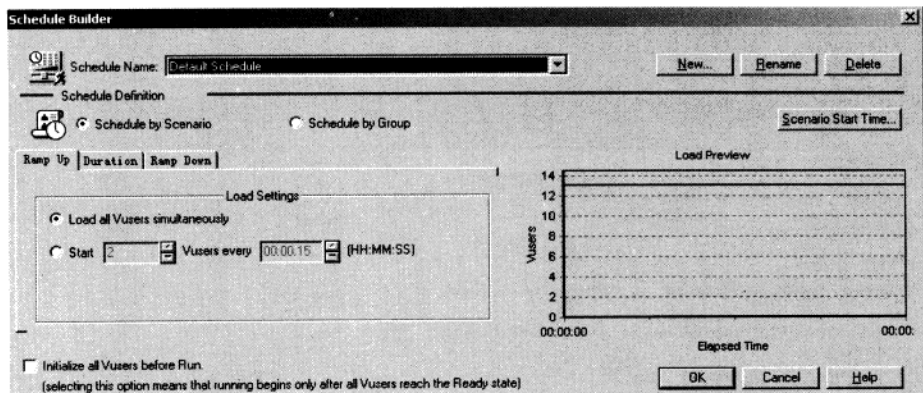 Schedule Builder
Schedule Name: Default Schedule New... Rename Delete
Schedule Definition
Schedule by Scenario Schedule by Group Scenario Start Time...
Ramp Up Duration Ramp Down
Load Preview
Load Settings
Load all Vusers simultaneously
Start 2 Vusers every 00:00:15 (HH:MM:SS)
Vusers
14
12
10
8
6
4
2
0
00:00:00 00:00:
Elapsed Time
Initialize all Vusers before Run.
(selecting this option means that running begins only after all Vusers reach the Ready state)
OK Cancel Help